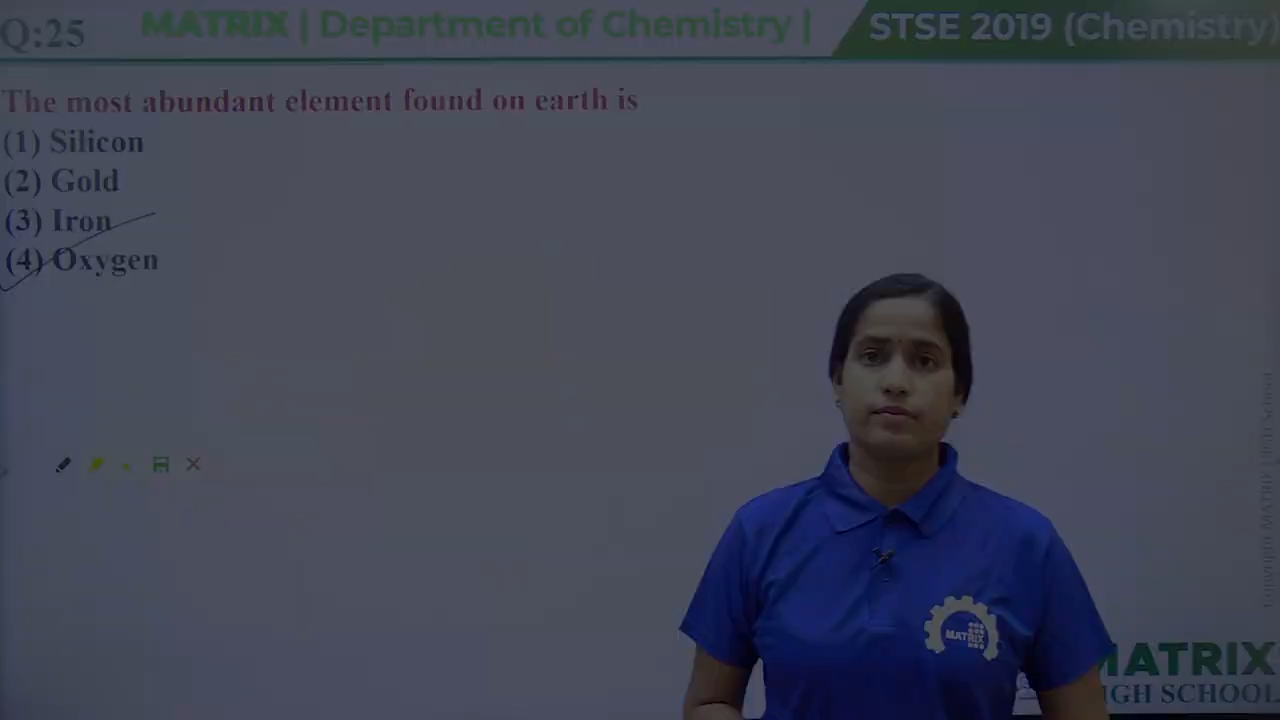 Q:25 MATRIX | Department of Chemistry | STSE 2019 (Chemistry)
The most abundant element found on earth is
(1) Silicon
(2) Gold
(3) Iron
(4) Oxygen
MATRIX
MATRIX
HIGH SCHOOL